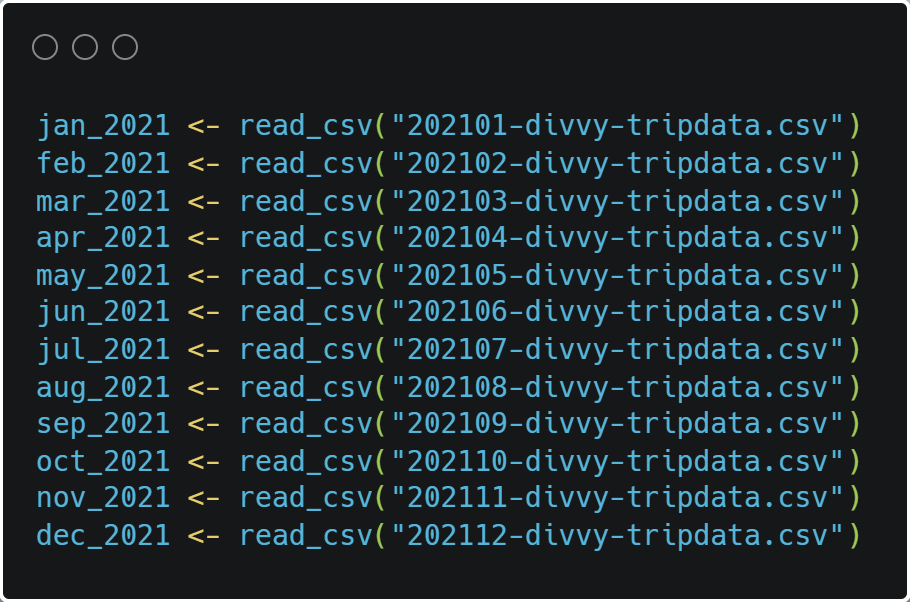 jan_2021 <- read_csv("202101-divvy-tripdata.csv")
feb_2021 <- read_csv("202102-divvy-tripdata.csv")
mar_2021 <- read_csv("202103-divvy-tripdata.csv")
apr_2021 <- read_csv("202104-divvy-tripdata.csv")
may_2021 <- read_csv("202105-divvy-tripdata.csv")
jun_2021 <- read_csv("202106-divvy-tripdata.csv")
jul_2021 <- read_csv("202107-divvy-tripdata.csv")
aug_2021 <- read_csv("202108-divvy-tripdata.csv")
sep_2021 <- read_csv("202109-divvy-tripdata.csv")
oct_2021 <- read_csv("202110-divvy-tripdata.csv")
nov_2021 <- read_csv("202111-divvy-tripdata.csv")
dec_2021 <- read_csv("202112-divvy-tripdata.csv")